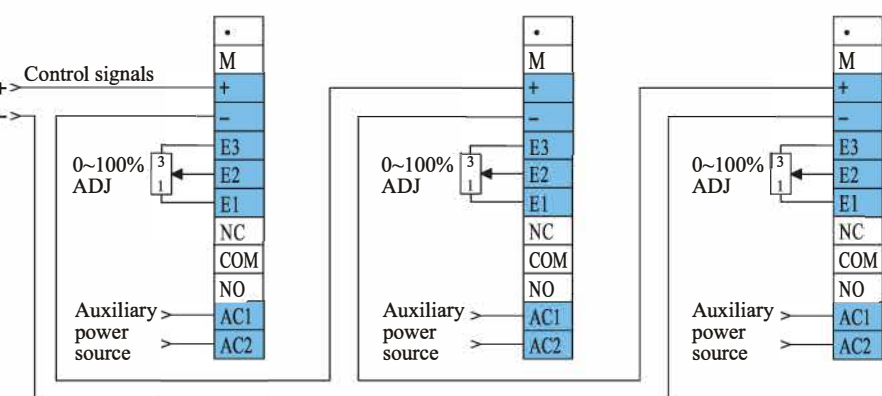 •
M
+
−
E3
E2
E1
NC
COM
NO
AC1
AC2
+
Control signals
−
0~100%
ADJ
3
1
Auxiliary
power
source
•
M
+
−
E3
E2
E1
NC
COM
NO
AC1
AC2
0~100%
ADJ
3
1
Auxiliary
power
source
•
M
+
−
E3
E2
E1
NC
COM
NO
AC1
AC2
0~100%
ADJ
3
1
Auxiliary
power
source